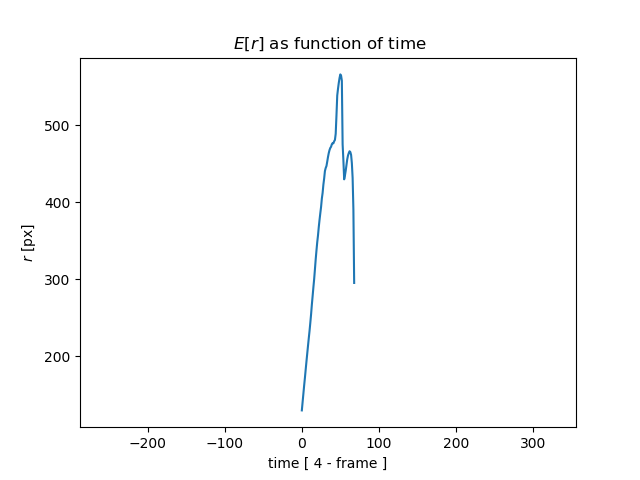 E[r] as function of time
500
400
300
200
r [px]
−200 −100 0 100 200 300
time [ 4 - frame ]